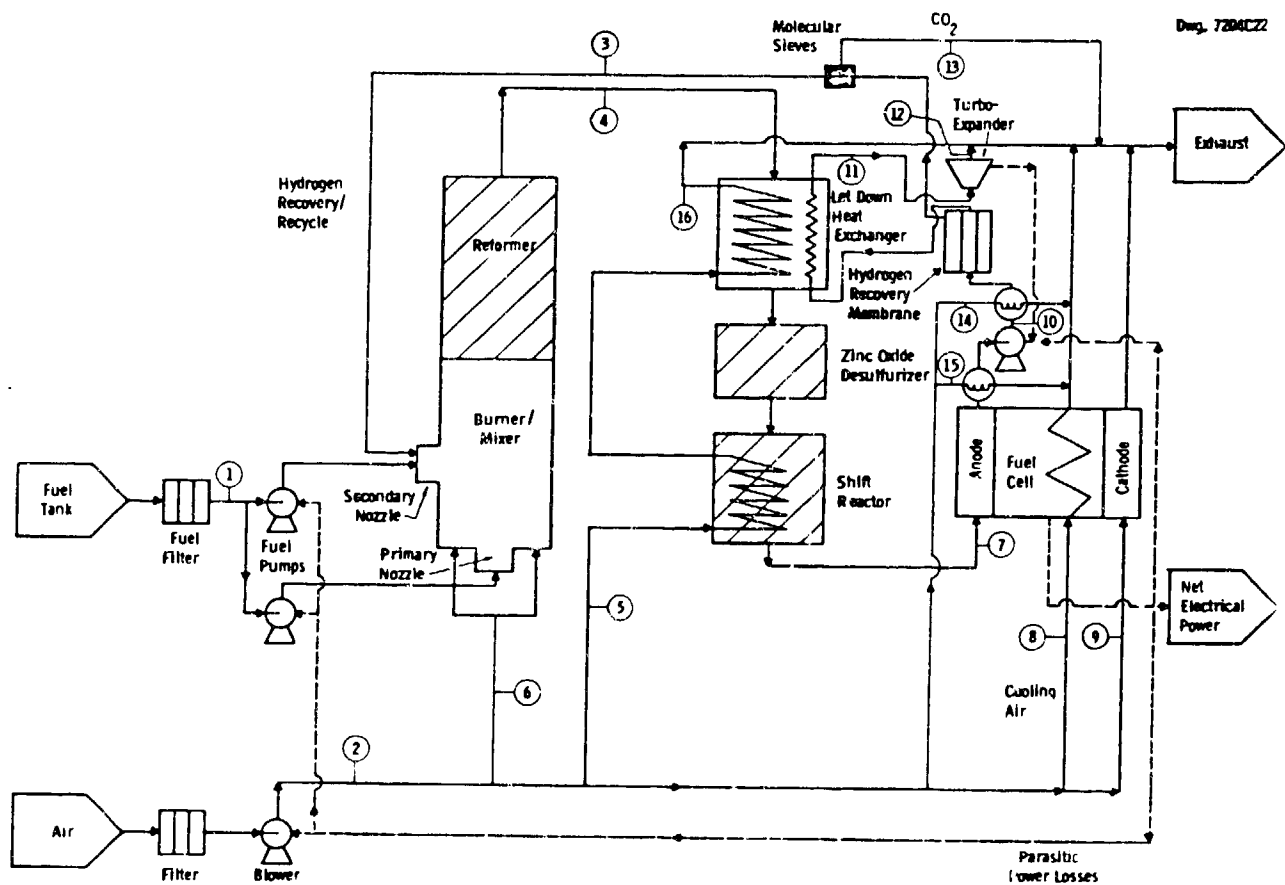 Dwg. 7204C22
CO2
Molecular
Sieves
3
13
4
12
Turbo-
Expander
Exhaust
11
Hydrogen
Recovery/
Recycle
16
Let Down
Heat
Exchanger
Reformer
Hydrogen
Recovery
Membrane
14
10
Zinc Oxide
Desulfurizer
15
Burner/
Mixer
Anode
Fuel
Cell
Cathode
Fuel
Tank
1
Secondary
Nozzle
Shift
Reactor
Fuel
Filter
Fuel
Pumps
Primary
Nozzle
7
5
8
9
Net
Electrical
Power
6
Cooling
Air
2
Air
Filter
Blower
Parasitic
Power Losses